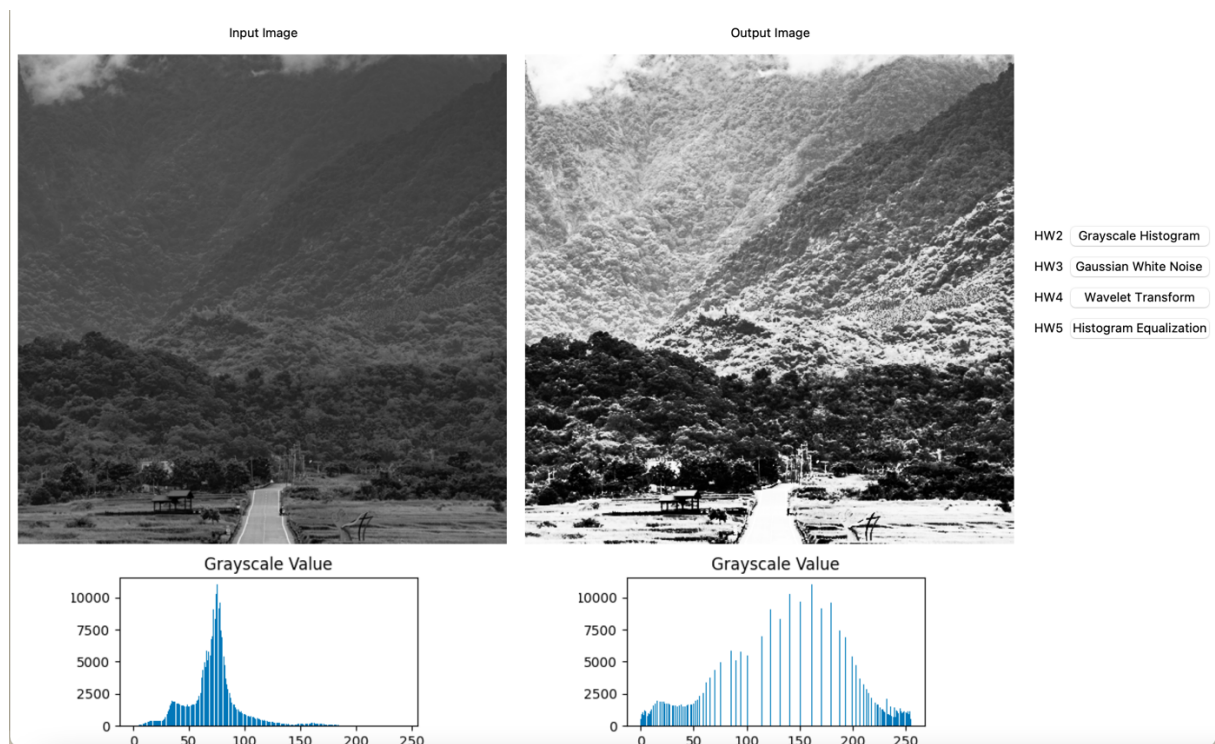 Input Image
Output Image
HW2 Grayscale Histogram
HW3 Gaussian White Noise
HW4 Wavelet Transform
HW5 Histogram Equalization
Grayscale Value
10000
7500
5000
2500
0
0 50 100 150 200 250
Grayscale Value
10000
7500
5000
2500
0
0 50 100 150 200 250